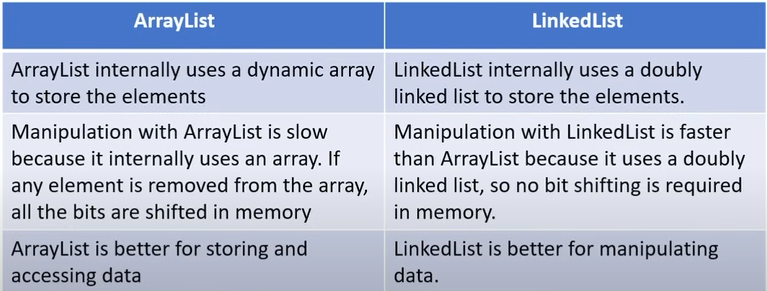 ArrayList
LinkedList
ArrayList internally uses a dynamic array
to store the elements
LinkedList internally uses a doubly
linked list to store the elements.
Manipulation with ArrayList is slow
because it internally uses an array. If
any element is removed from the array,
all the bits are shifted in memory
Manipulation with LinkedList is faster
than ArrayList because it uses a doubly
linked list, so no bit shifting is required
in memory.
ArrayList is better for storing and
accessing data
LinkedList is better for manipulating
data.